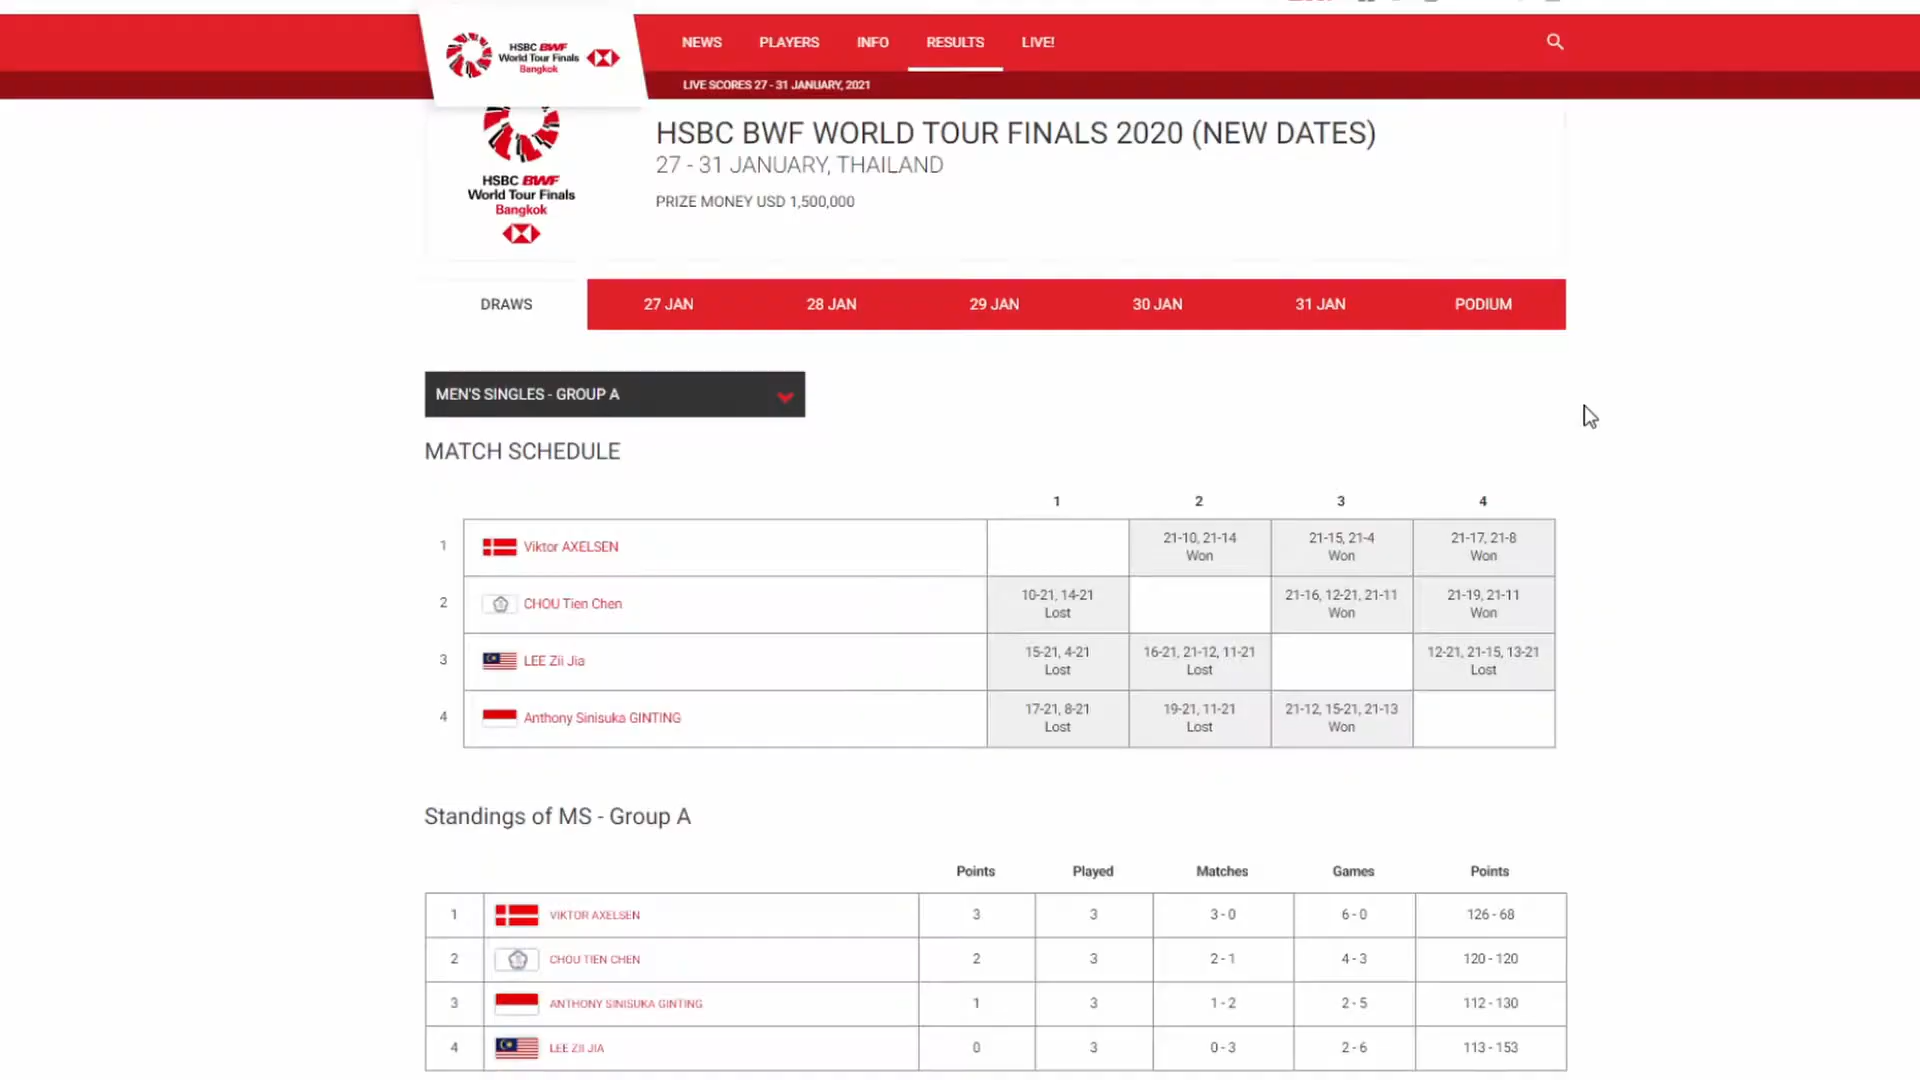 HSBC BWF
World Tour Finals
Bangkok
NEWS PLAYERS INFO RESULTS LIVE!
LIVE SCORES 27 - 31 JANUARY, 2021
HSBC BWF
World Tour Finals
Bangkok
HSBC BWF WORLD TOUR FINALS 2020 (NEW DATES)
27 - 31 JANUARY, THAILAND
PRIZE MONEY USD 1,500,000
DRAWS 27 JAN 28 JAN 29 JAN 30 JAN 31 JAN PODIUM
MEN'S SINGLES - GROUP A
MATCH SCHEDULE
1 2 3 4
1 Viktor AXELSEN 21-10, 21-14 Won 21-15, 21-4 Won 21-17, 21-8 Won
2 CHOU Tien Chen 10-21, 14-21 Lost 21-16, 12-21, 21-11 Won 21-19, 21-11 Won
3 LEE Zii Jia 15-21, 4-21 Lost 16-21, 21-12, 11-21 Lost 12-21, 21-15, 13-21 Lost
4 Anthony Sinisuka GINTING 17-21, 8-21 Lost 19-21, 11-21 Lost 21-12, 15-21, 21-13 Won
Standings of MS - Group A
Points Played Matches Games Points
1 VIKTOR AXELSEN 3 3 3 - 0 6 - 0 126 - 68
2 CHOU TIEN CHEN 2 3 2 - 1 4 - 3 120 - 120
3 ANTHONY SINISUKA GINTING 1 3 1 - 2 2 - 5 112 - 130
4 LEE ZII JIA 0 3 0 - 3 2 - 6 113 - 153